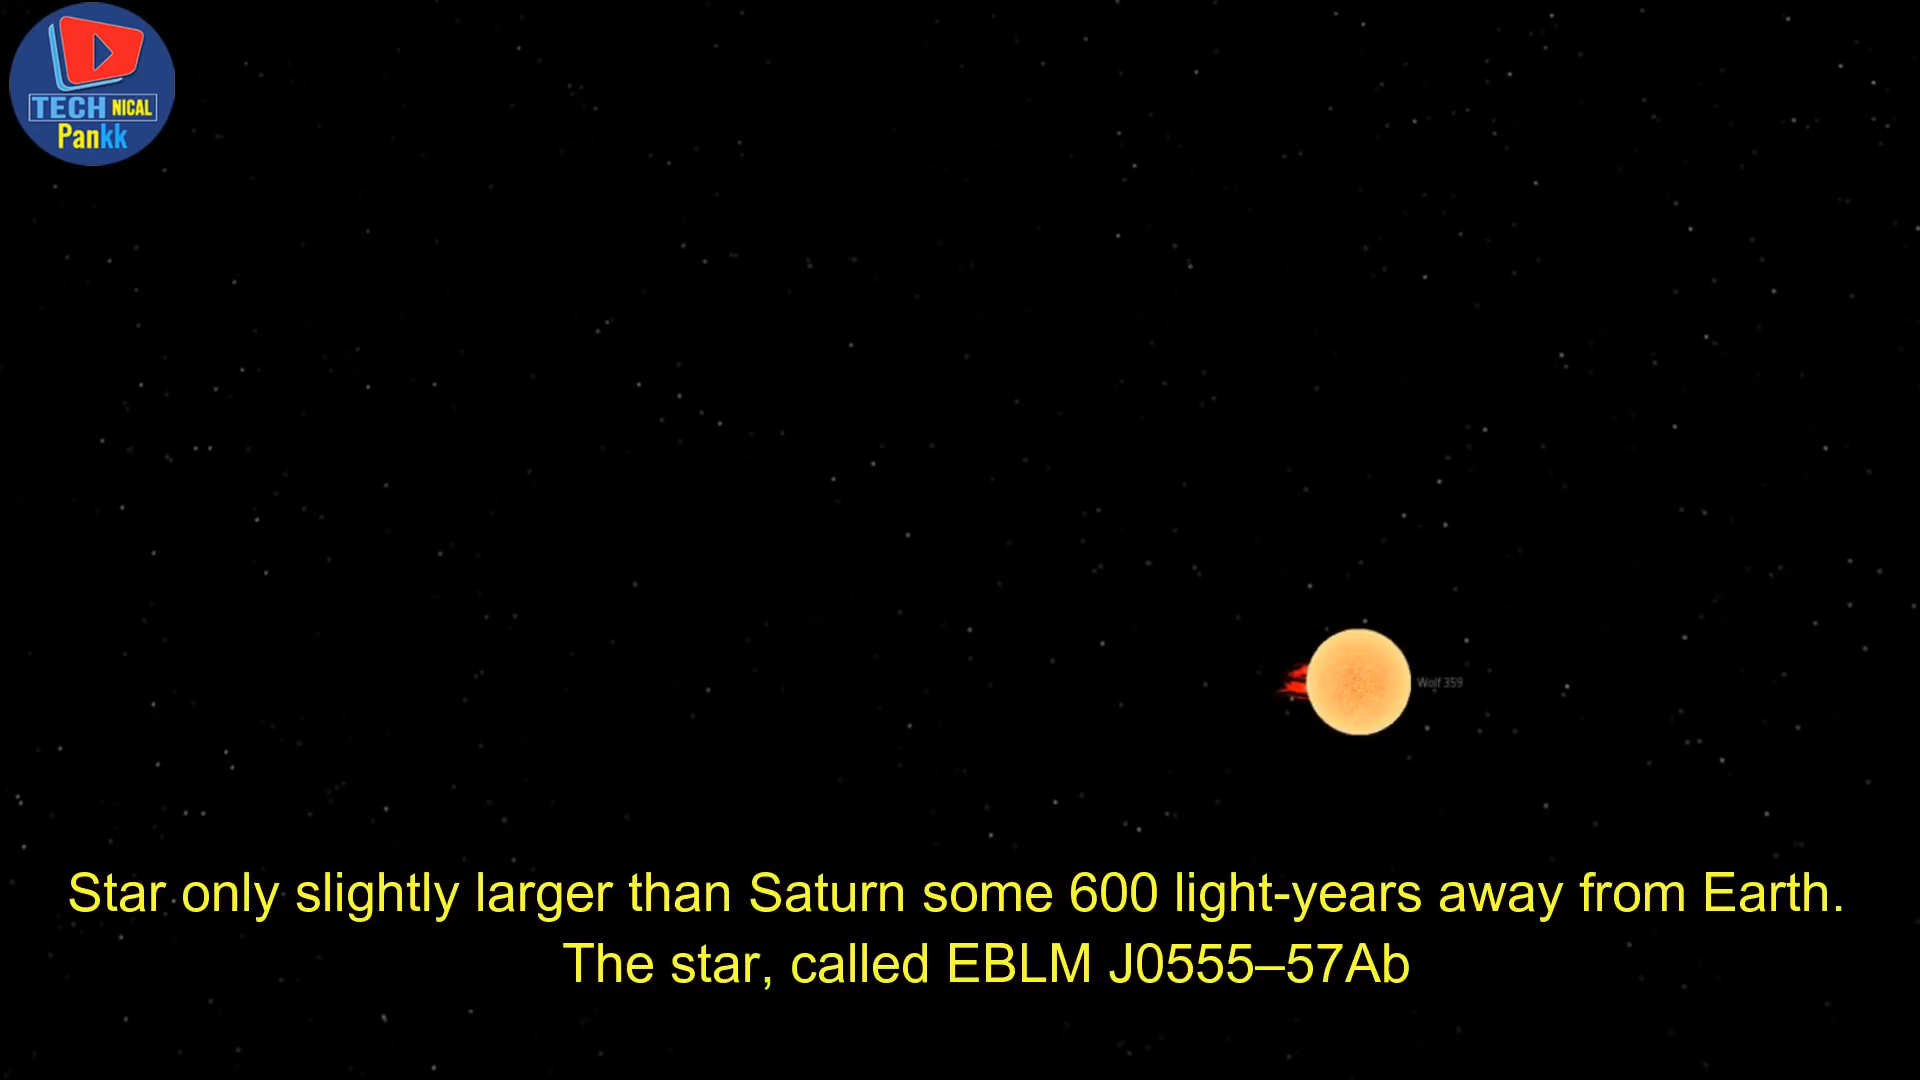 TECH NICAL
Pankk
Wolf 359
Star only slightly larger than Saturn some 600 light-years away from Earth.
The star, called EBLM J0555–57Ab